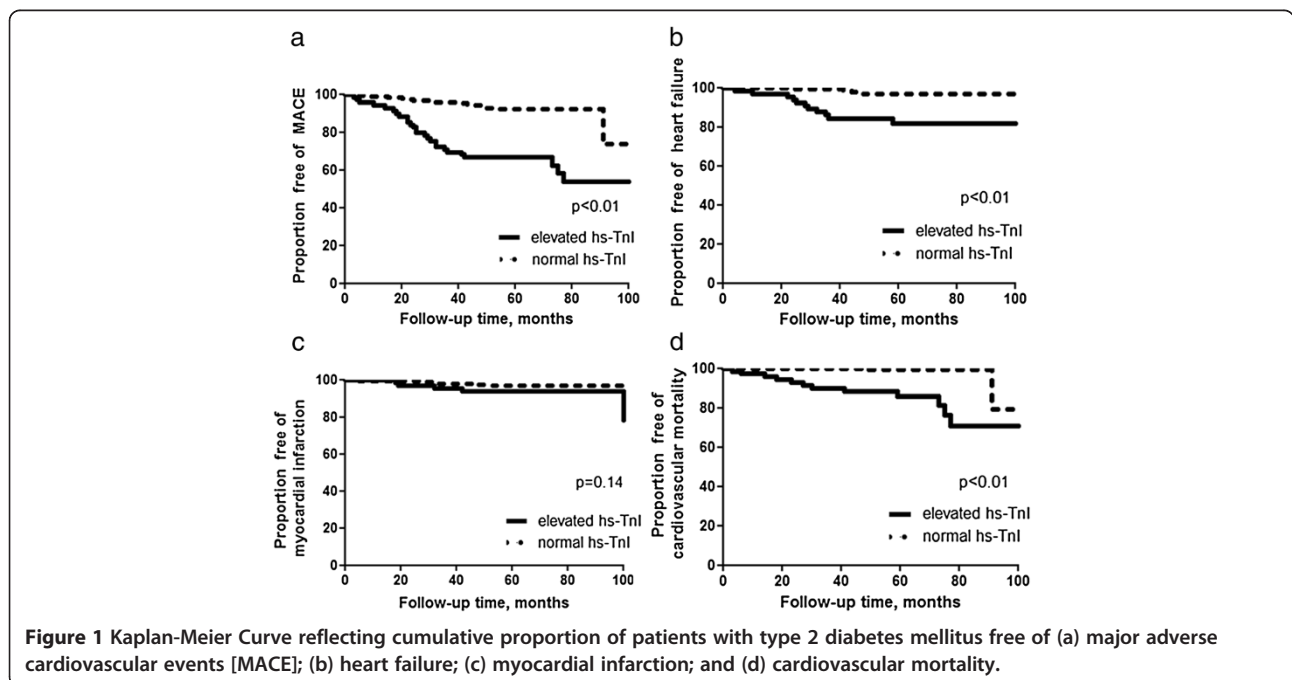 a
100
80
60
40
20
0
Proportion free of MACE
p<0.01
elevated hs-TnI
normal hs-TnI
0 20 40 60 80 100
Follow-up time, months
b
100
80
60
40
20
0
Proportion free of heart failure
p<0.01
elevated hs-TnI
normal hs-TnI
0 20 40 60 80 100
Follow-up time, months
c
100
80
60
40
20
0
Proportion free of
myocardial infarction
p=0.14
elevated hs-TnI
normal hs-TnI
0 20 40 60 80 100
Follow-up time, months
d
100
80
60
40
20
0
Proportion free of
cardiovascular mortality
p<0.01
elevated hs-TnI
normal hs-TnI
0 20 40 60 80 100
Follow-up time, months
Figure 1 Kaplan-Meier Curve reflecting cumulative proportion of patients with type 2 diabetes mellitus free of (a) major adverse
cardiovascular events [MACE]; (b) heart failure; (c) myocardial infarction; and (d) cardiovascular mortality.